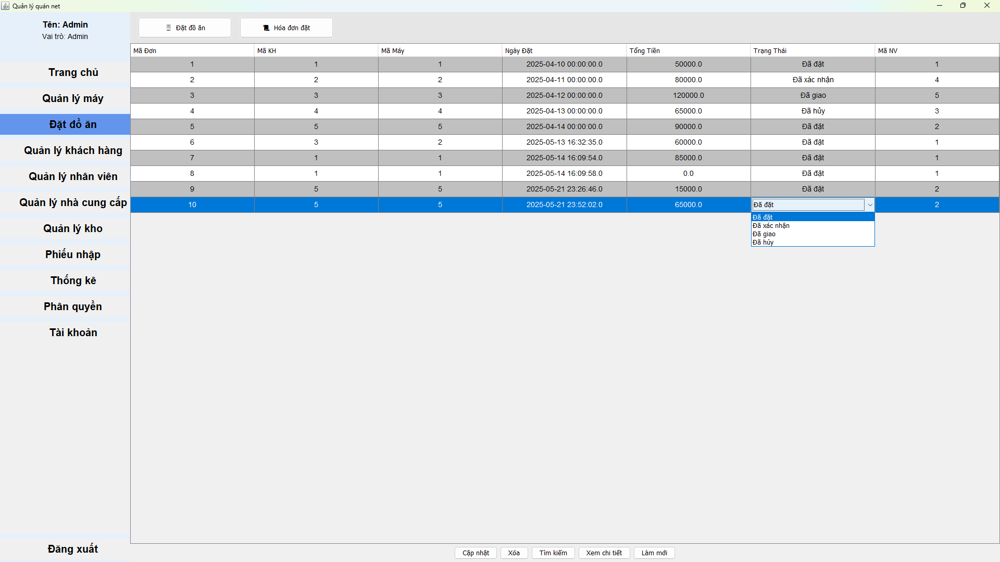 Quản lý quán net
Tên: Admin
Vai trò: Admin
Trang chủ
Quản lý máy
Đặt đồ ăn
Quản lý khách hàng
Quản lý nhân viên
Quản lý nhà cung cấp
Quản lý kho
Phiếu nhập
Thống kê
Phân quyền
Tài khoản
Đăng xuất
Đặt đồ ăn Hóa đơn đặt
Mã Đơn Mã KH Mã Máy Ngày Đặt Tổng Tiền Trạng Thái Mã NV
1 1 1 2025-04-10 00:00:00.0 50000.0 Đã đặt 1
2 2 2 2025-04-11 00:00:00.0 80000.0 Đã xác nhận 4
3 3 3 2025-04-12 00:00:00.0 120000.0 Đã giao 5
4 4 4 2025-04-13 00:00:00.0 65000.0 Đã hủy 3
5 5 5 2025-04-14 00:00:00.0 90000.0 Đã đặt 2
6 3 2 2025-05-13 16:32:35.0 60000.0 Đã đặt 1
7 1 1 2025-05-14 16:09:54.0 85000.0 Đã đặt 1
8 1 1 2025-05-14 16:09:58.0 0.0 Đã đặt 1
9 5 5 2025-05-21 23:26:46.0 15000.0 Đã đặt 2
10 5 5 2025-05-21 23:52:02.0 65000.0 Đã đặt 2
Đã đặt
Đã xác nhận
Đã giao
Đã hủy
Cập nhật Xóa Tìm kiếm Xem chi tiết Làm mới